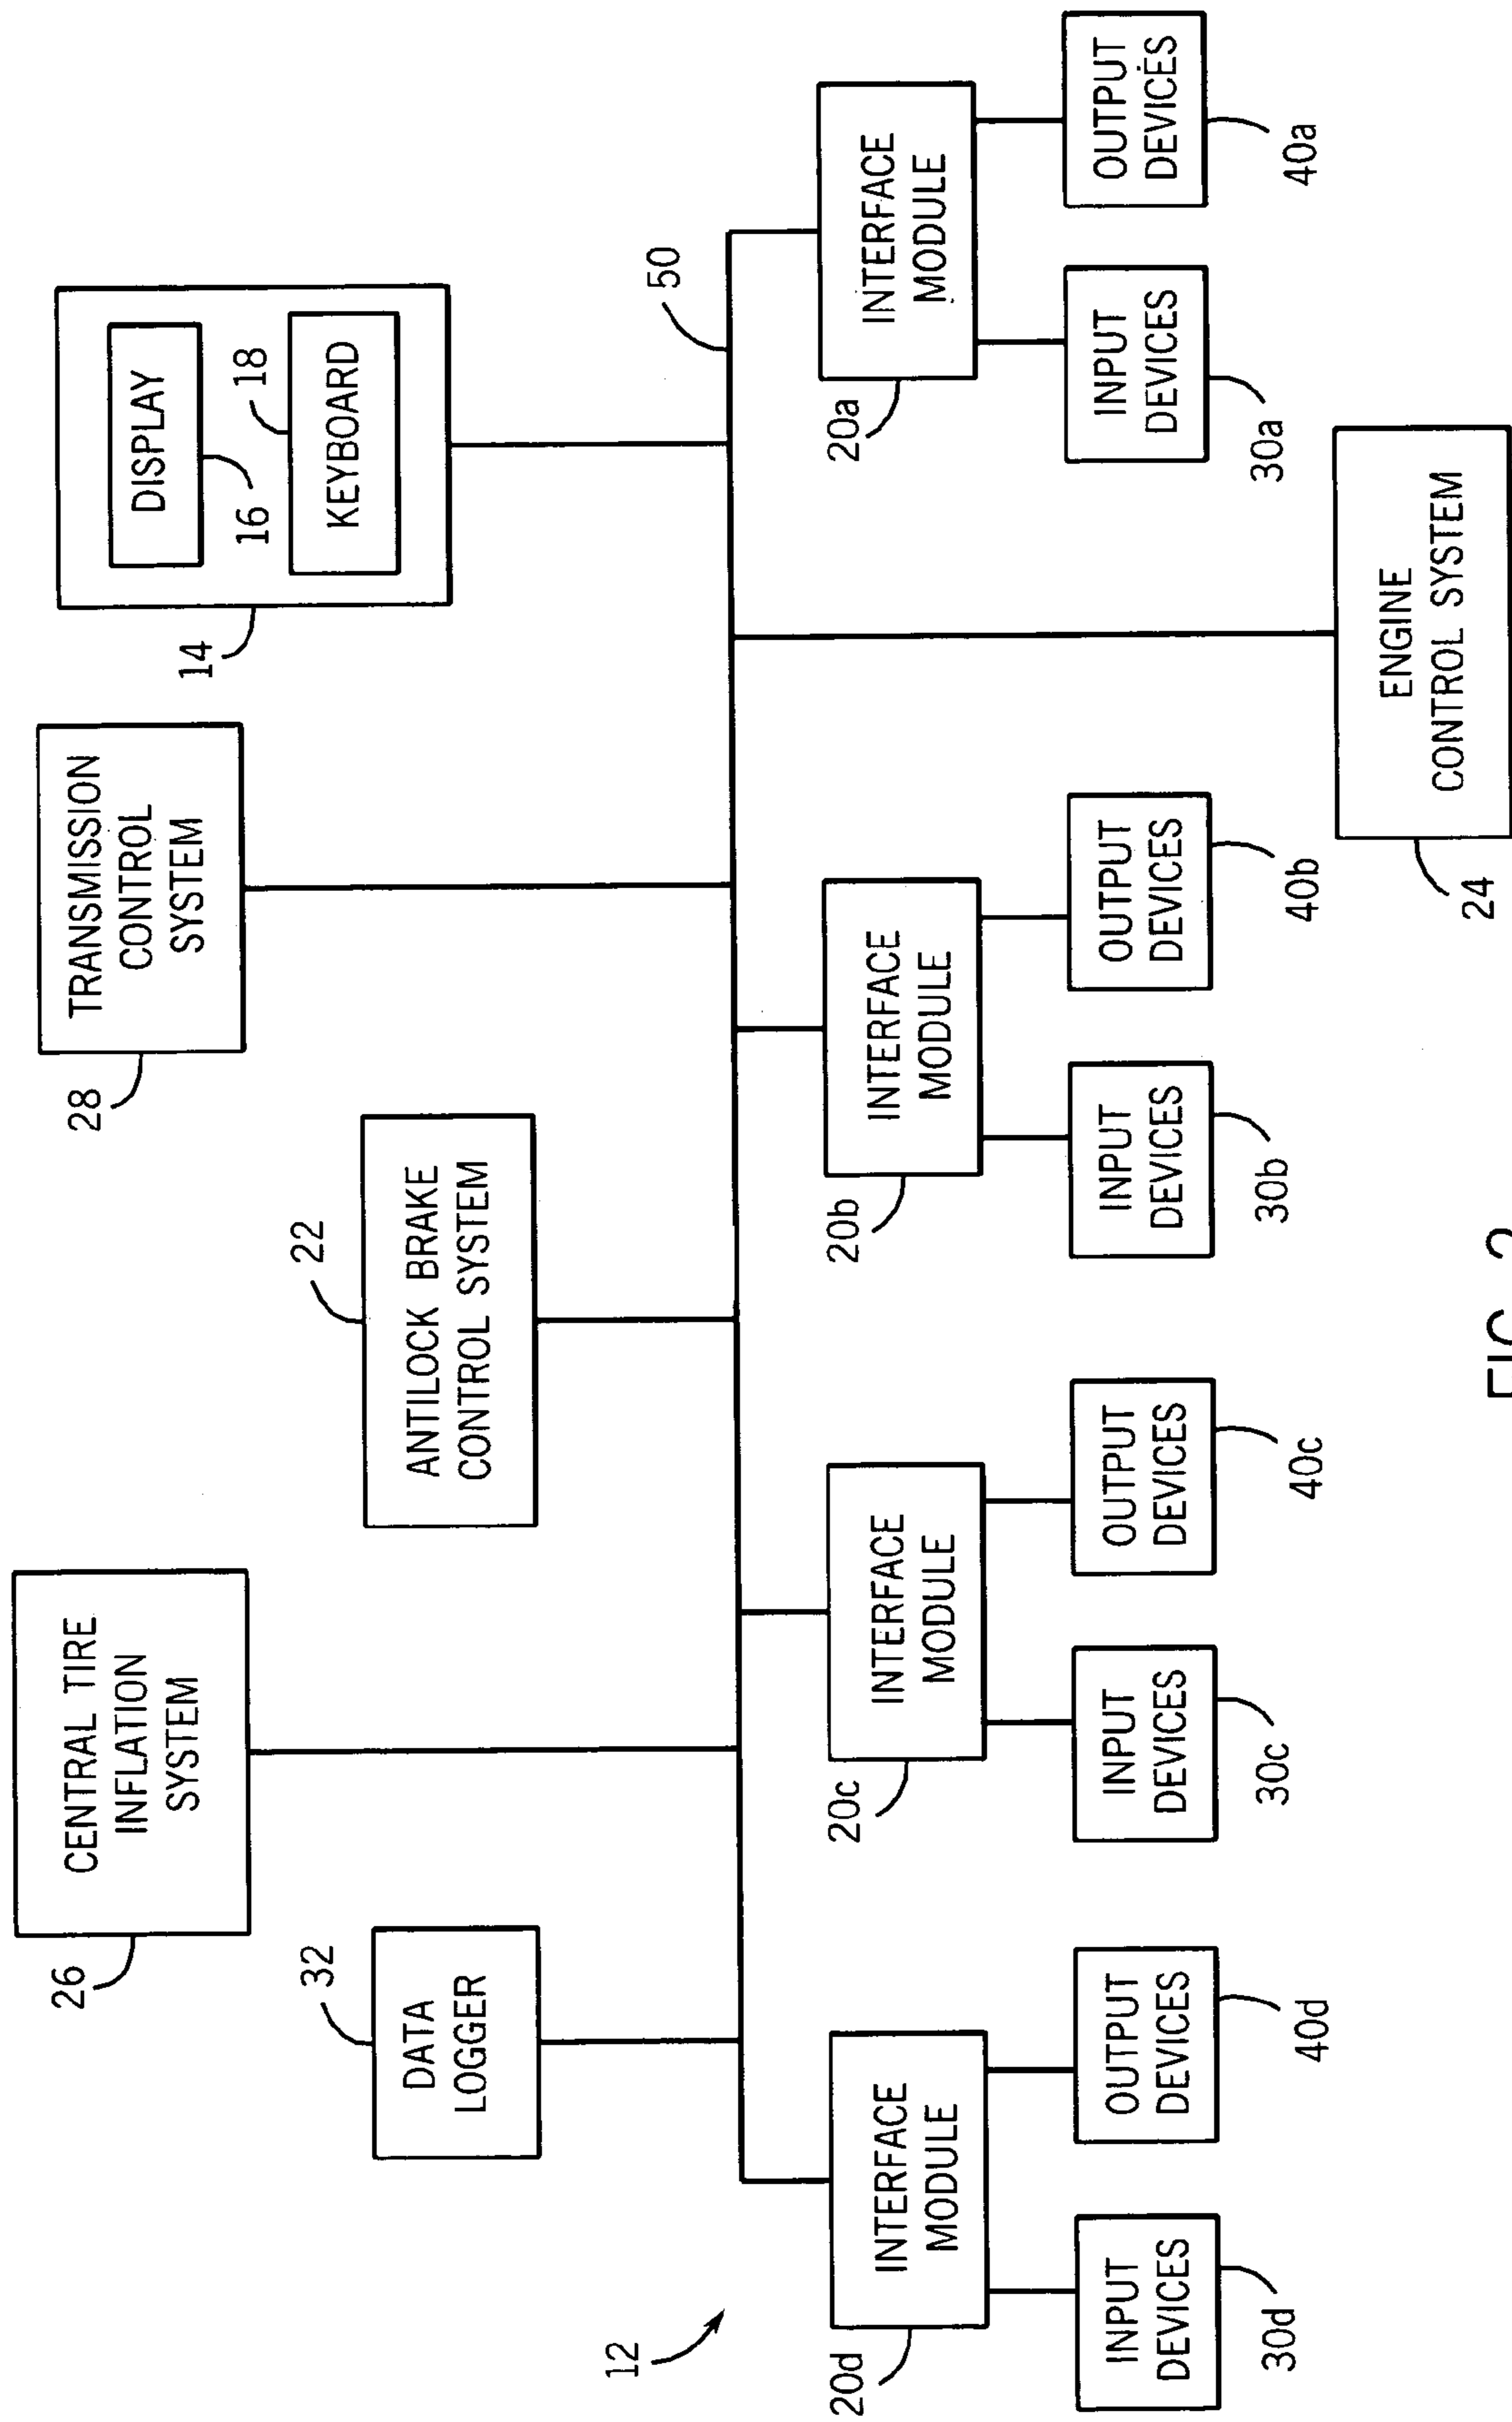 CENTRAL TIRE
INFLATION
SYSTEM
26
TRANSMISSION
CONTROL
SYSTEM
28
DISPLAY
16
18
KEYBOARD
14
32
DATA
LOGGER
22
ANTILOCK BRAKE
CONTROL SYSTEM
50
12
INTERFACE
MODULE
20d
INTERFACE
MODULE
20c
INTERFACE
MODULE
20b
INTERFACE
MODULE
20a
INPUT
DEVICES
30d
OUTPUT
DEVICES
40d
INPUT
DEVICES
30c
OUTPUT
DEVICES
40c
INPUT
DEVICES
30b
OUTPUT
DEVICES
40b
INPUT
DEVICES
30a
OUTPUT
DEVICES
40a
ENGINE
CONTROL SYSTEM
24
FIG